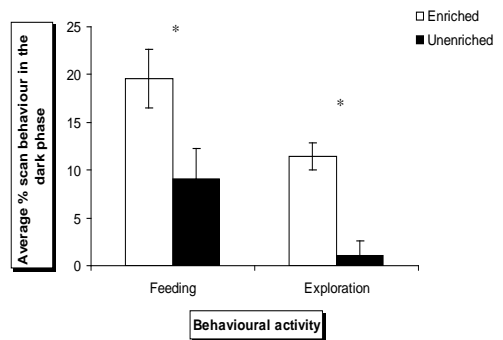 Enriched
Unenriched
Average % scan behaviour in the
dark phase
25
20
15
10
5
0
*
*
Feeding
Exploration
Behavioural activity